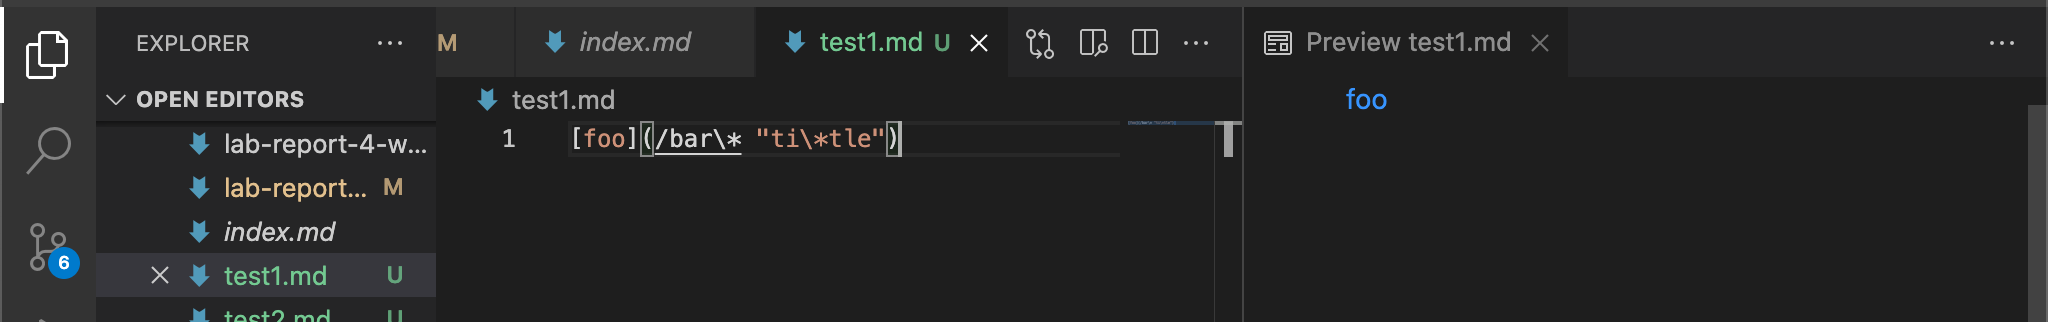 EXPLORER ...
M
index.md
test1.md U
Preview test1.md
OPEN EDITORS
test1.md
foo
1 [foo](/bar\* "ti\*tle")
lab-report-4-w...
lab-report... M
index.md
6
test1.md U
test2.md U